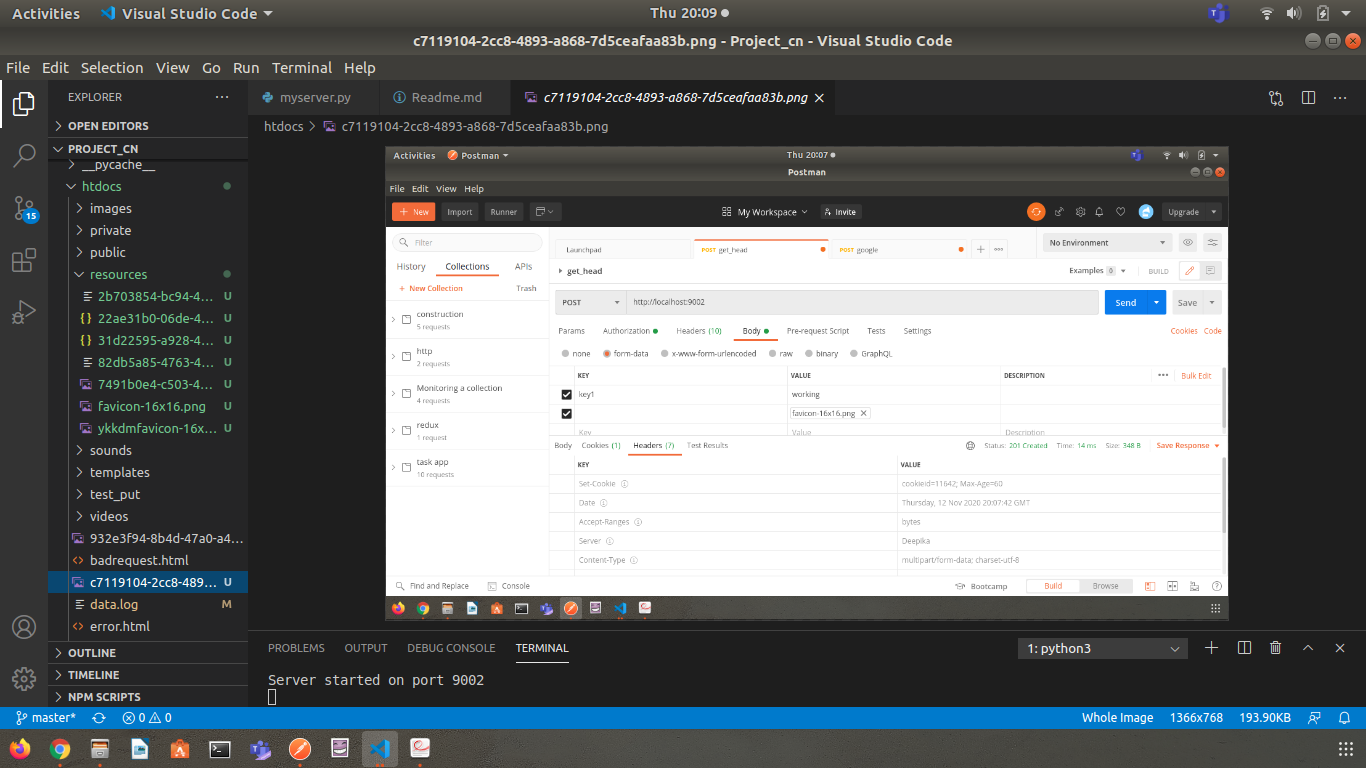 Activities Visual Studio Code Thu 20:09
c7119104-2cc8-4893-a868-7d5ceafaa83b.png - Project_cn - Visual Studio Code
File Edit Selection View Go Run Terminal Help
EXPLORER ···
OPEN EDITORS
PROJECT_CN
__pycache__
htdocs
images
private
public
resources
2b703854-bc94-4... U
{} 22ae31b0-06de-4... U
{} 31d22595-a928-4... U
82db5a85-4763-4... U
7491b0e4-c503-4... U
favicon-16x16.png U
ykkdmfavicon-16x... U
sounds
templates
test_put
videos
932e3f94-8b4d-47a0-a4...
badrequest.html
c7119104-2cc8-489... U
data.log M
error.html
OUTLINE
TIMELINE
NPM SCRIPTS
15
myserver.py Readme.md c7119104-2cc8-4893-a868-7d5ceafaa83b.png
htdocs > c7119104-2cc8-4893-a868-7d5ceafaa83b.png
Activities Postman Thu 20:07
Postman
File Edit View Help
+ New Import Runner My Workspace Invite Upgrade
Filter
History Collections APIs
+ New Collection Trash
construction
5 requests
http
2 requests
Monitoring a collection
4 requests
redux
1 request
task app
10 requests
Launchpad POST get_head POST google No Environment
get_head Examples 0 BUILD
POST http://localhost:9002 Send Save
Params Authorization Headers (10) Body Pre-request Script Tests Settings Cookies Code
none form-data x-www-form-urlencoded raw binary GraphQL
KEY VALUE DESCRIPTION ••• Bulk Edit
key1 working
favicon-16x16.png
Key Value Description
Body Cookies (1) Headers (7) Test Results Status: 201 Created Time: 14 ms Size: 348 B Save Response
KEY VALUE
Set-Cookie cookieid=11642; Max-Age=60
Date Thursday, 12 Nov 2020 20:07:42 GMT
Accept-Ranges bytes
Server Deepika
Content-Type multipart/form-data; charset-utf-8
Find and Replace Console Bootcamp Build Browse
PROBLEMS OUTPUT DEBUG CONSOLE TERMINAL 1: python3
Server started on port 9002
master* 0 0 Whole Image 1366x768 193.90KB